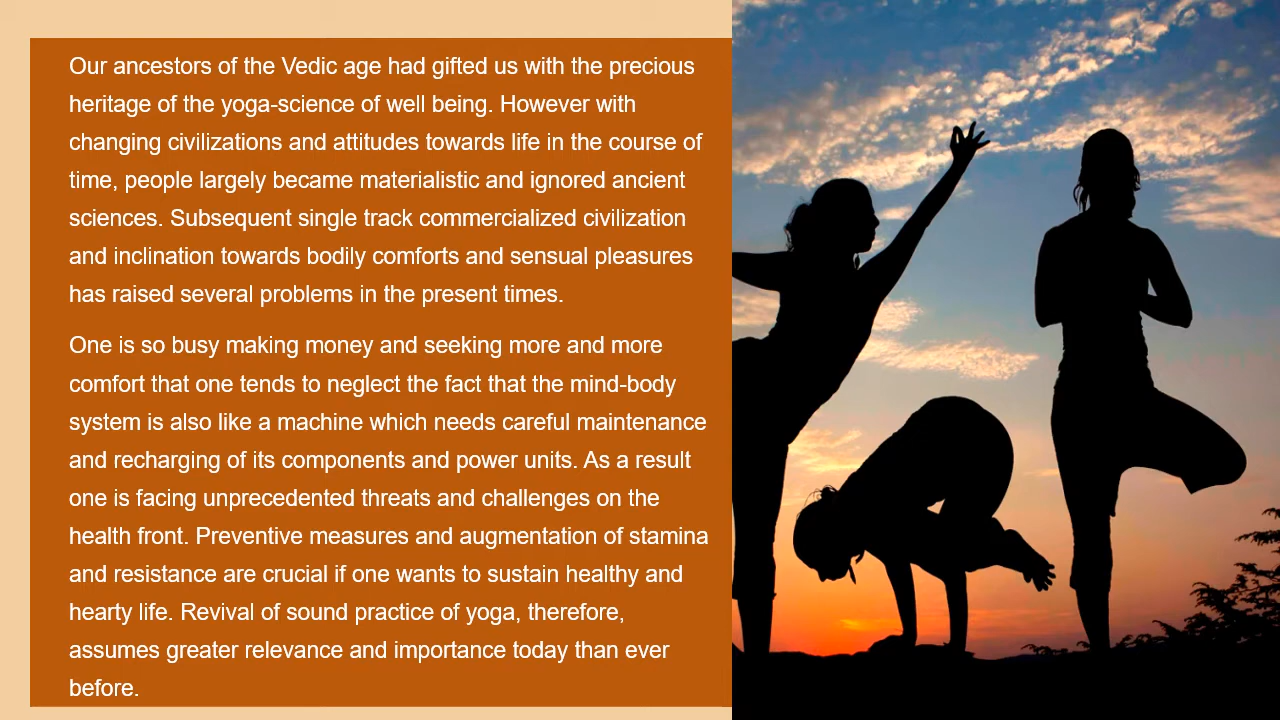 Our ancestors of the Vedic age had gifted us with the precious
heritage of the yoga-science of well being. However with
changing civilizations and attitudes towards life in the course of
time, people largely became materialistic and ignored ancient
sciences. Subsequent single track commercialized civilization
and inclination towards bodily comforts and sensual pleasures
has raised several problems in the present times.
One is so busy making money and seeking more and more
comfort that one tends to neglect the fact that the mind-body
system is also like a machine which needs careful maintenance
and recharging of its components and power units. As a result
one is facing unprecedented threats and challenges on the
health front. Preventive measures and augmentation of stamina
and resistance are crucial if one wants to sustain healthy and
hearty life. Revival of sound practice of yoga, therefore,
assumes greater relevance and importance today than ever
before.